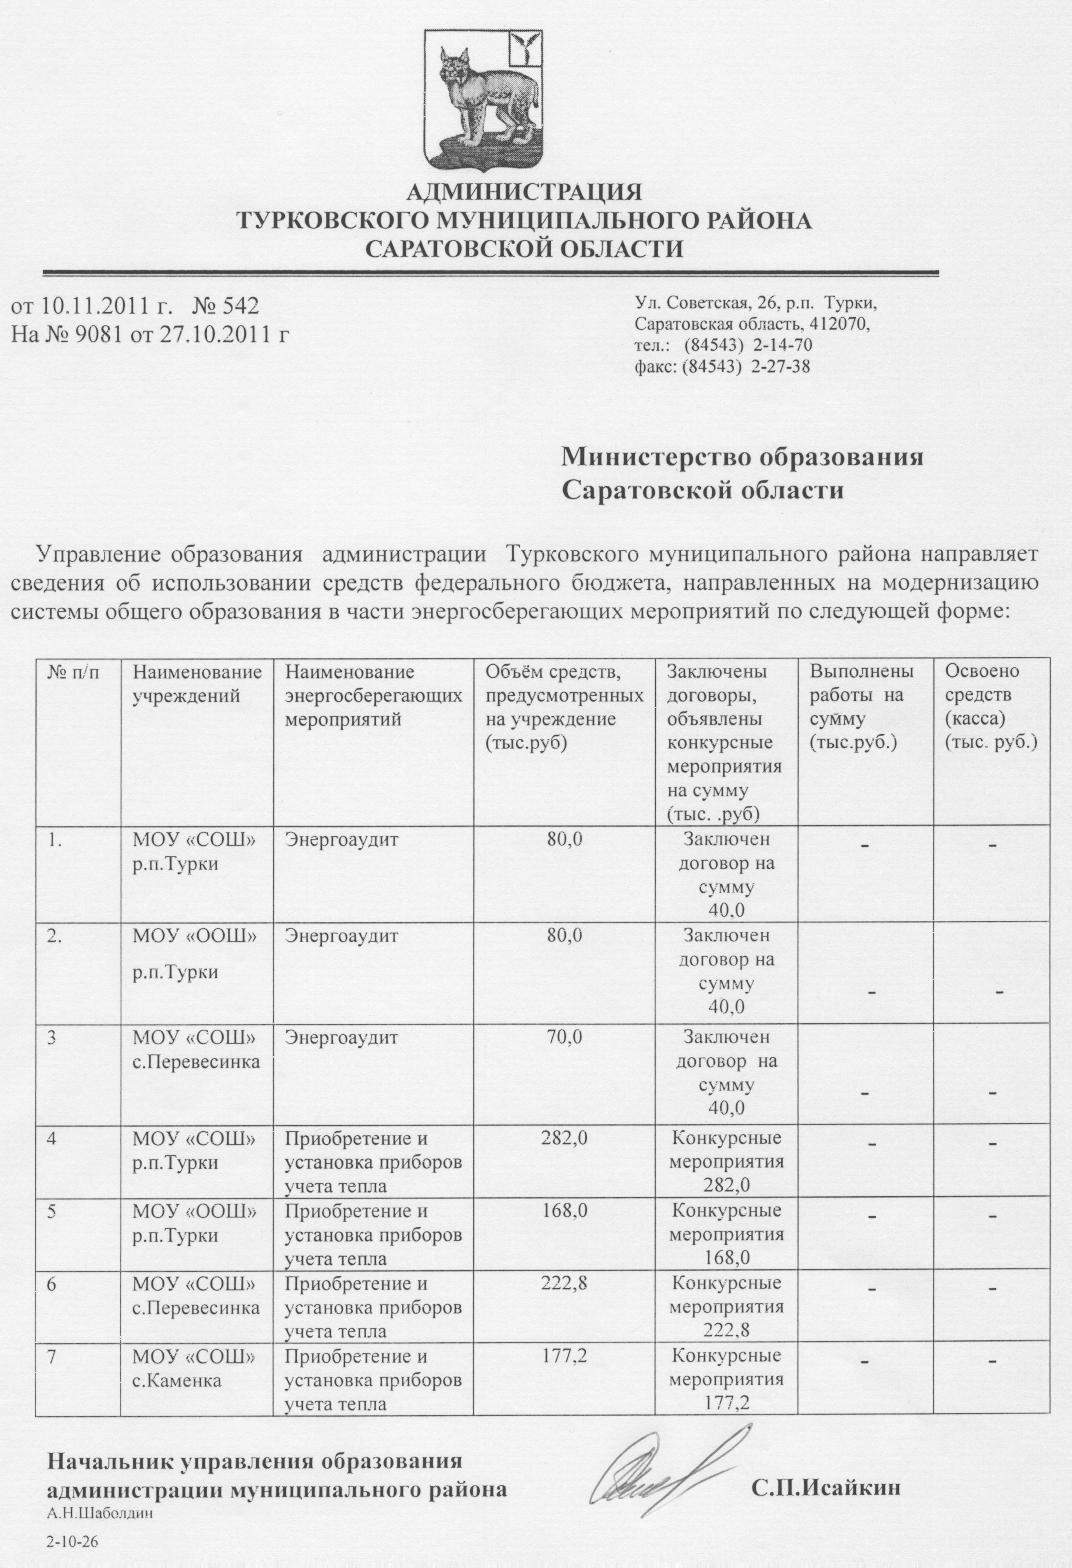 АДМИНИСТРАЦИЯ
ТУРКОВСКОГО МУНИЦИПАЛЬНОГО РАЙОНА
САРАТОВСКОЙ ОБЛАСТИ
от 10.11.2011 г. № 542
На № 9081 от 27.10.2011 г
Ул. Советская, 26, р.п. Турки,
Саратовская область, 412070,
тел.: (84543) 2-14-70
факс: (84543) 2-27-38
Министерство образования
Саратовской области
Управление образования администрации Турковского муниципального района направляет
сведения об использовании средств федерального бюджета, направленных на модернизацию
системы общего образования в части энергосберегающих мероприятий по следующей форме:
№ п/п
Наименование
учреждений
Наименование
энергосберегающих
мероприятий
Объём средств,
предусмотренных
на учреждение
(тыс.руб)
Заключены
договоры,
объявлены
конкурсные
мероприятия
на сумму
(тыс. .руб)
Выполнены
работы на
сумму
(тыс.руб.)
Освоено
средств
(касса)
(тыс. руб.)
1.
МОУ «СОШ»
р.п.Турки
Энергоаудит
80,0
Заключен
договор на
сумму
40,0
-
-
2.
МОУ «ООШ»
р.п.Турки
Энергоаудит
80,0
Заключен
договор на
сумму
40,0
-
-
3
МОУ «СОШ»
с.Перевесинка
Энергоаудит
70,0
Заключен
договор на
сумму
40,0
-
-
4
МОУ «СОШ»
р.п.Турки
Приобретение и
установка приборов
учета тепла
282,0
Конкурсные
мероприятия
282,0
-
-
5
МОУ «ООШ»
р.п.Турки
Приобретение и
установка приборов
учета тепла
168,0
Конкурсные
мероприятия
168,0
-
-
6
МОУ «СОШ»
с.Перевесинка
Приобретение и
установка приборов
учета тепла
222,8
Конкурсные
мероприятия
222,8
-
-
7
МОУ «СОШ»
с.Каменка
Приобретение и
установка приборов
учета тепла
177,2
Конкурсные
мероприятия
177,2
-
-
Начальник управления образования
администрации муниципального района
С.П.Исайкин
А.Н.Шаболдин
2-10-26